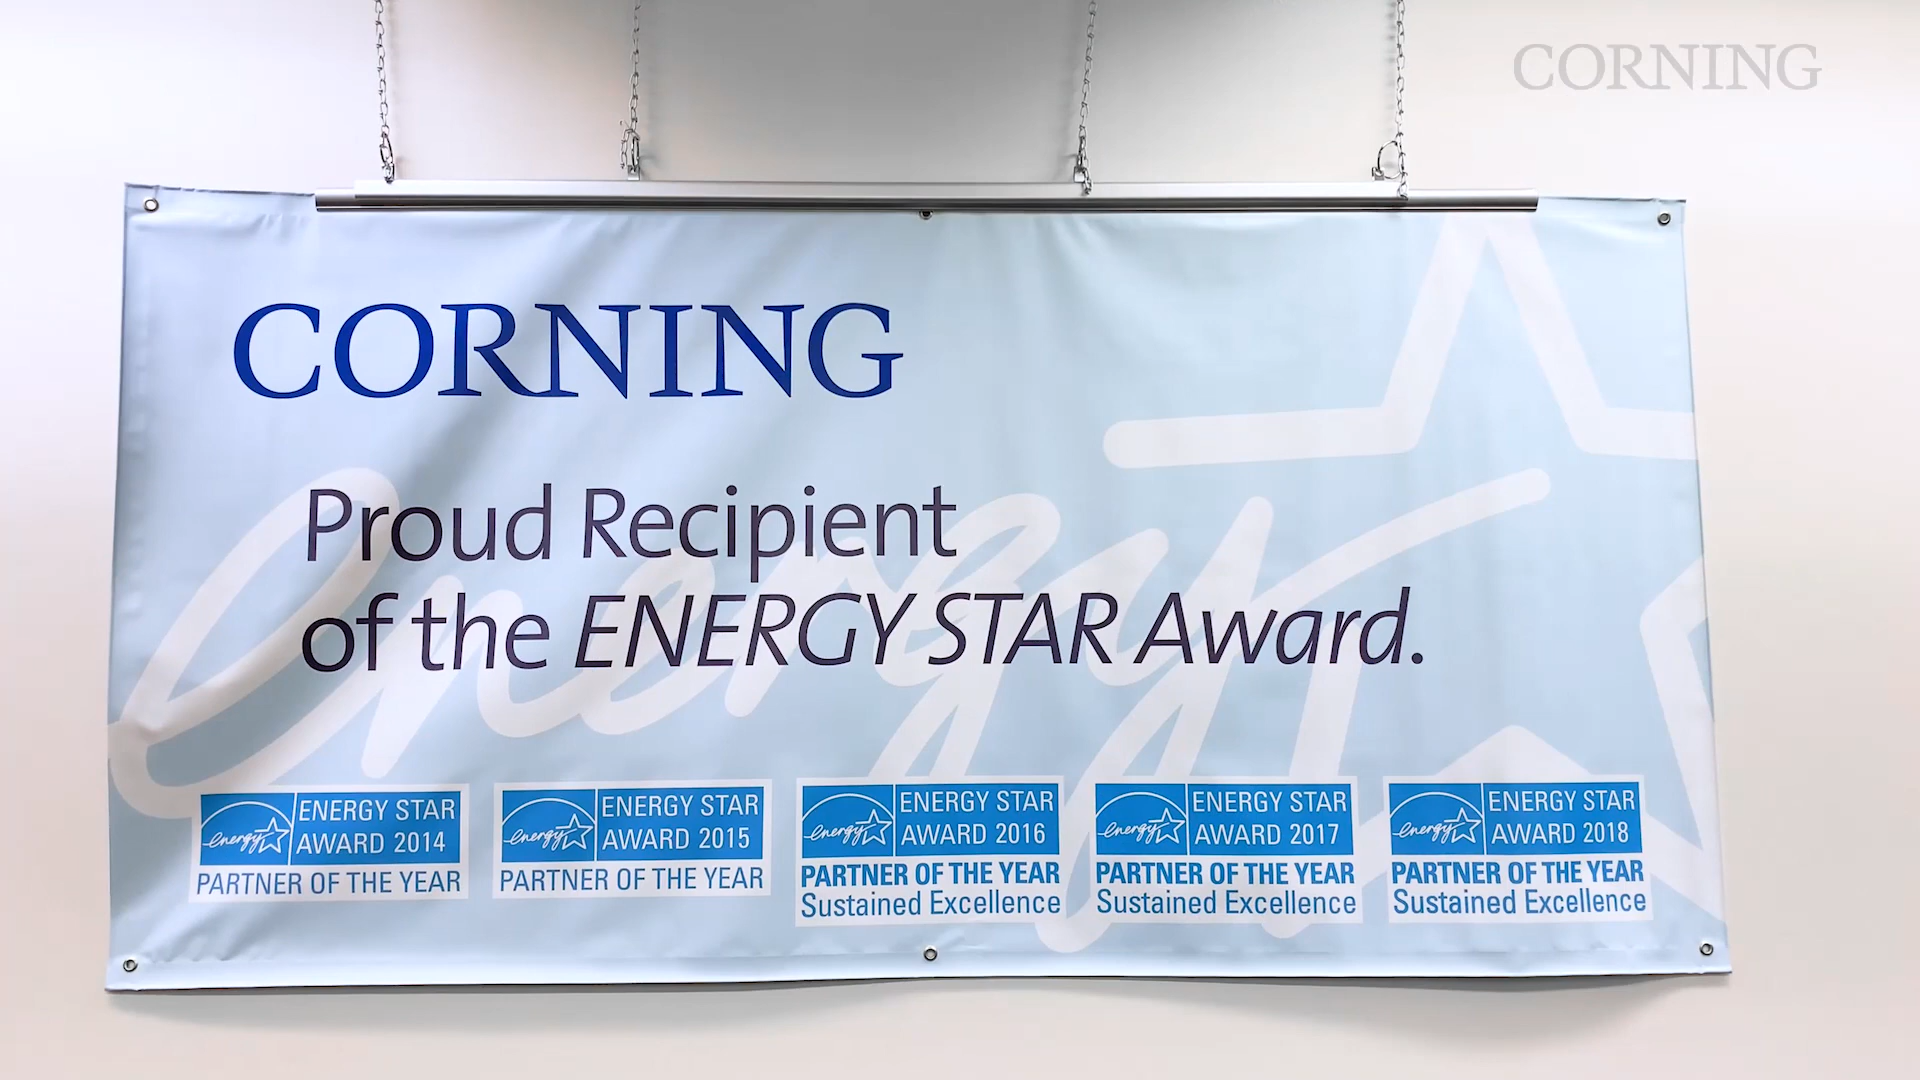 CORNING
CORNING
Proud Recipient
of the ENERGY STAR Award.
energy
energy
ENERGY STAR
AWARD 2014
PARTNER OF THE YEAR
energy
ENERGY STAR
AWARD 2015
PARTNER OF THE YEAR
energy
ENERGY STAR
AWARD 2016
PARTNER OF THE YEAR
Sustained Excellence
energy
ENERGY STAR
AWARD 2017
PARTNER OF THE YEAR
Sustained Excellence
energy
ENERGY STAR
AWARD 2018
PARTNER OF THE YEAR
Sustained Excellence